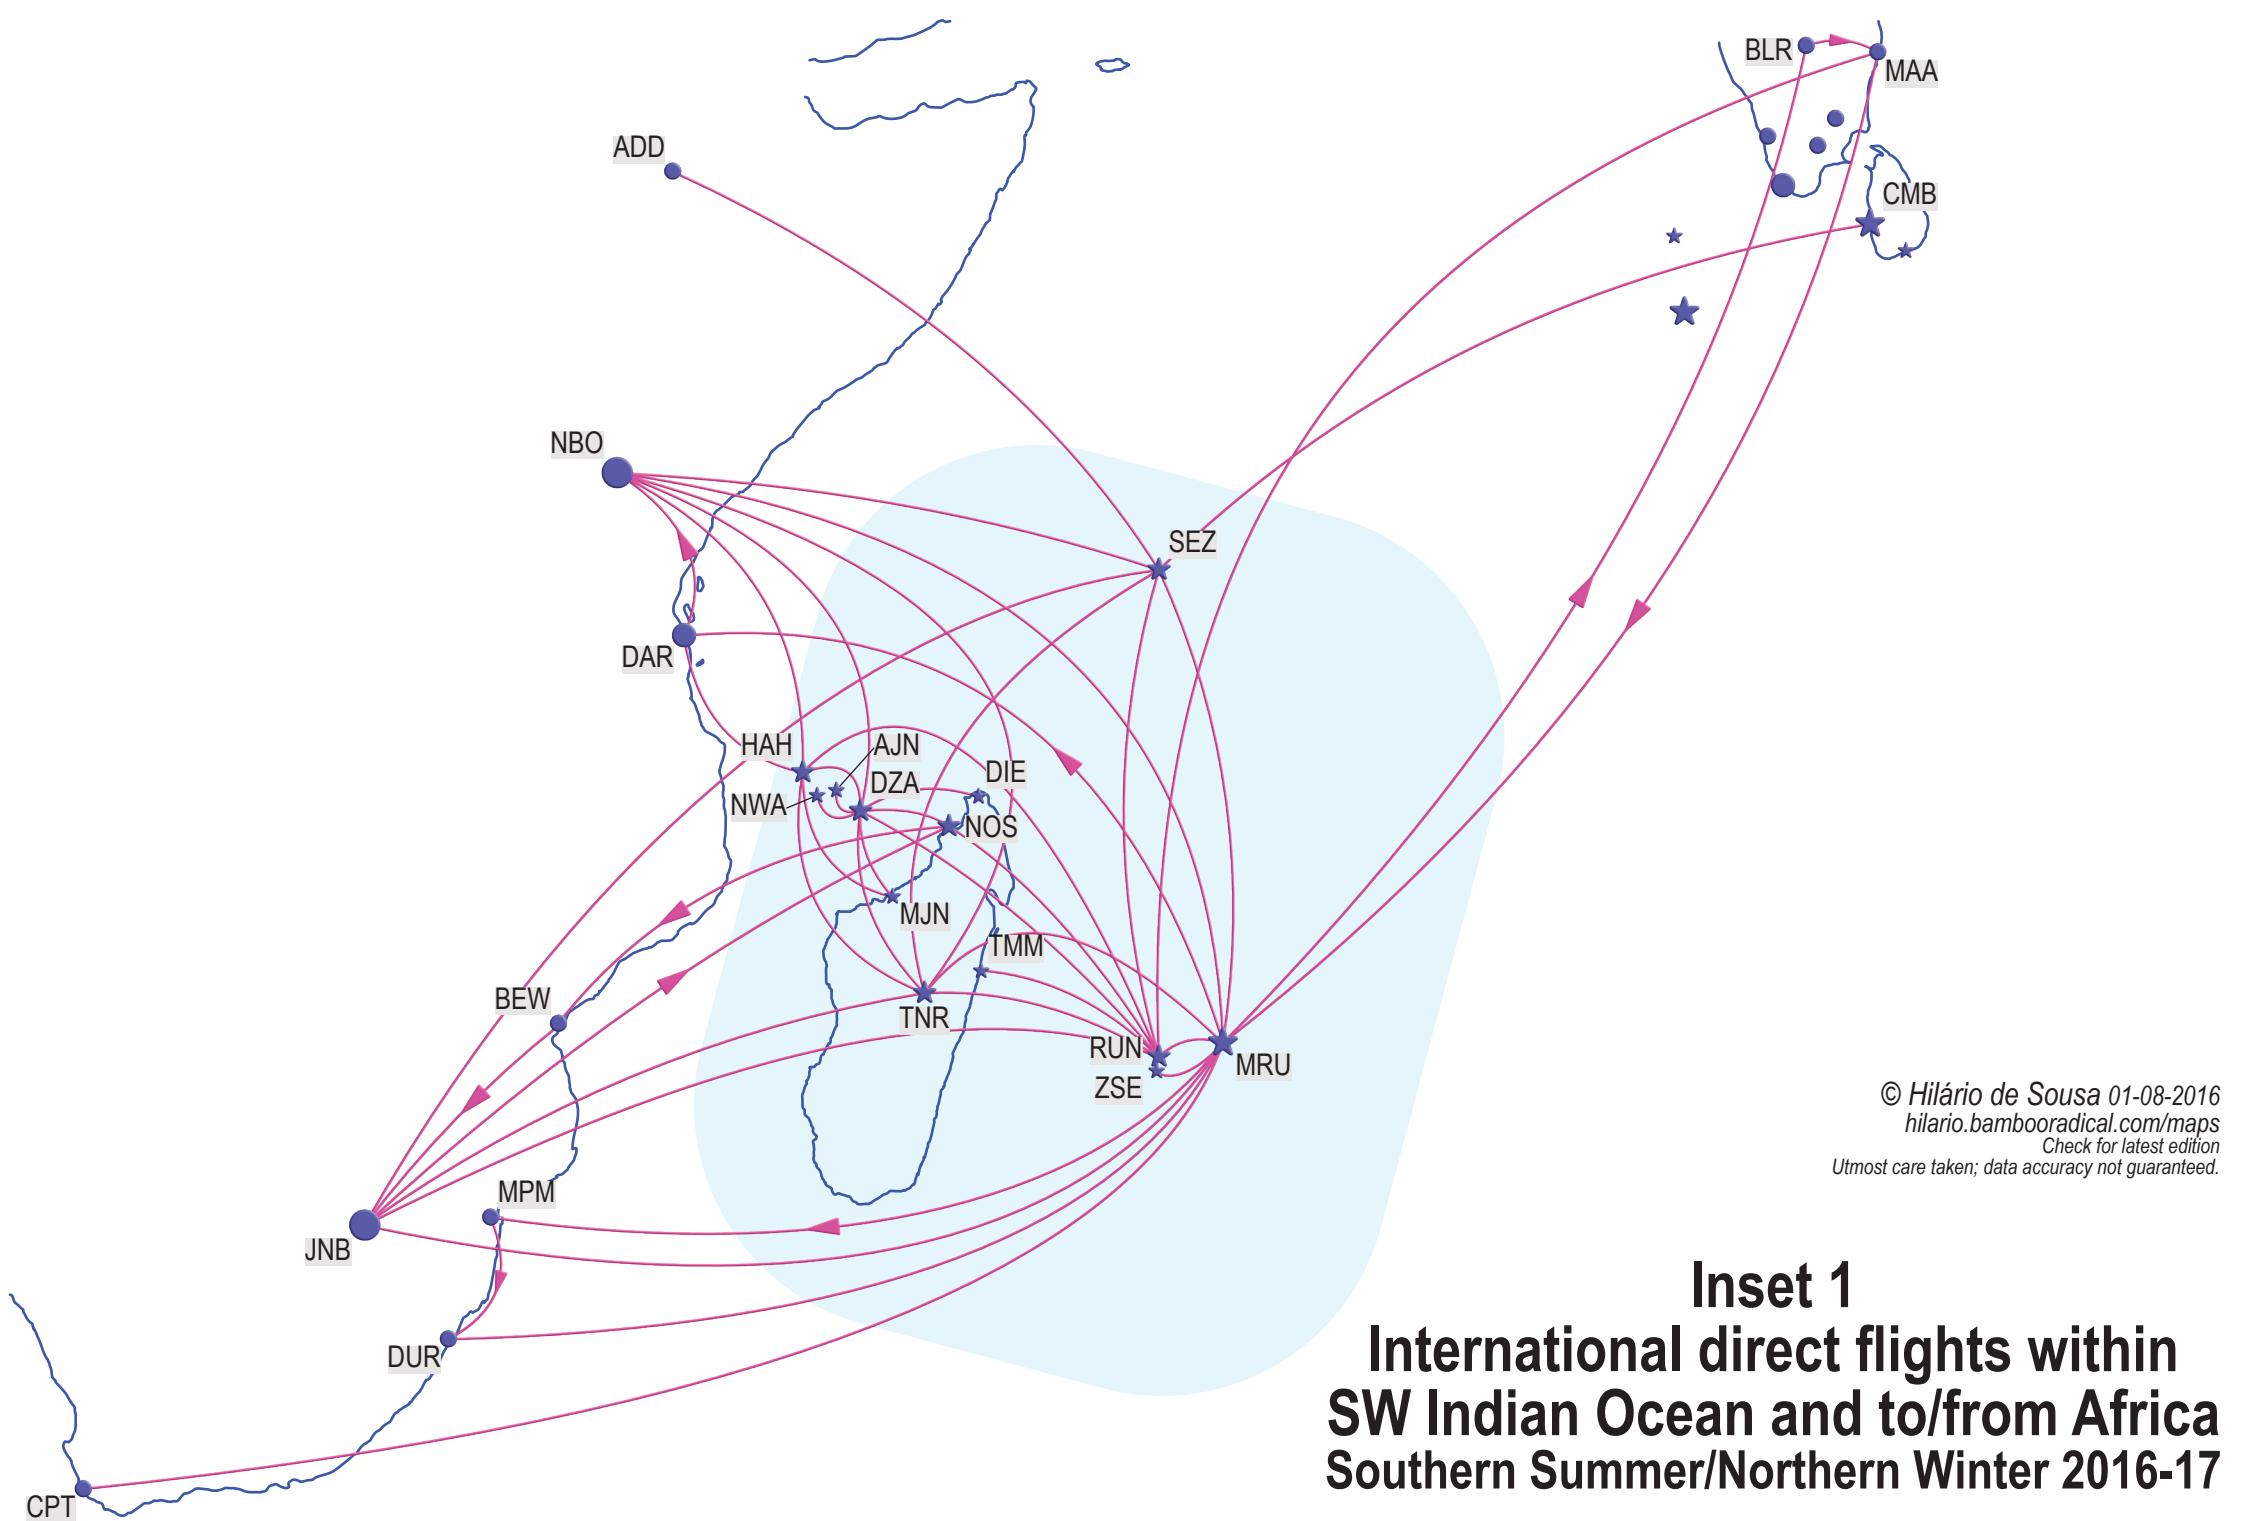 BLR
MAA
ADD
CMB
NBO
SEZ
DAR
HAH
AJN
DZA
DIE
NWA
NOS
MJN
TMM
BEW
TNR
RUN
MRU
ZSE
MPM
JNB
DUR
CPT
© Hilário de Sousa 01-08-2016
hilario.bambooradical.com/maps
Check for latest edition
Utmost care taken; data accuracy not guaranteed.
Inset 1
International direct flights within
SW Indian Ocean and to/from Africa
Southern Summer/Northern Winter 2016-17